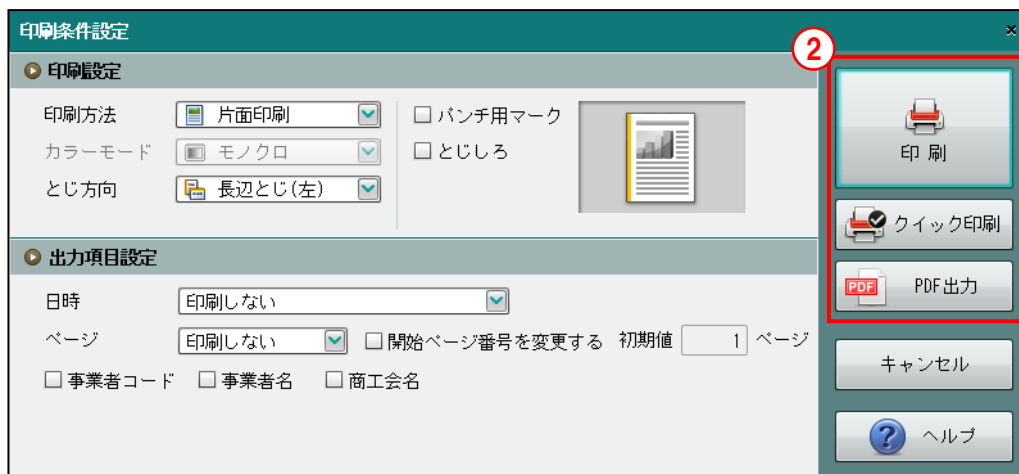 印刷条件設定
×
②
印刷設定
印刷方法 片面印刷 パンチ用マーク
カラーモード モノクロ とじしろ
とじ方向 長辺とじ(左)
印 刷
クイック印刷
PDF PDF出力
出力項目設定
日時 印刷しない
ページ 印刷しない 開始ページ番号を変更する 初期値 1 ページ
事業者コード 事業者名 商工会名
キャンセル
? ヘルプ